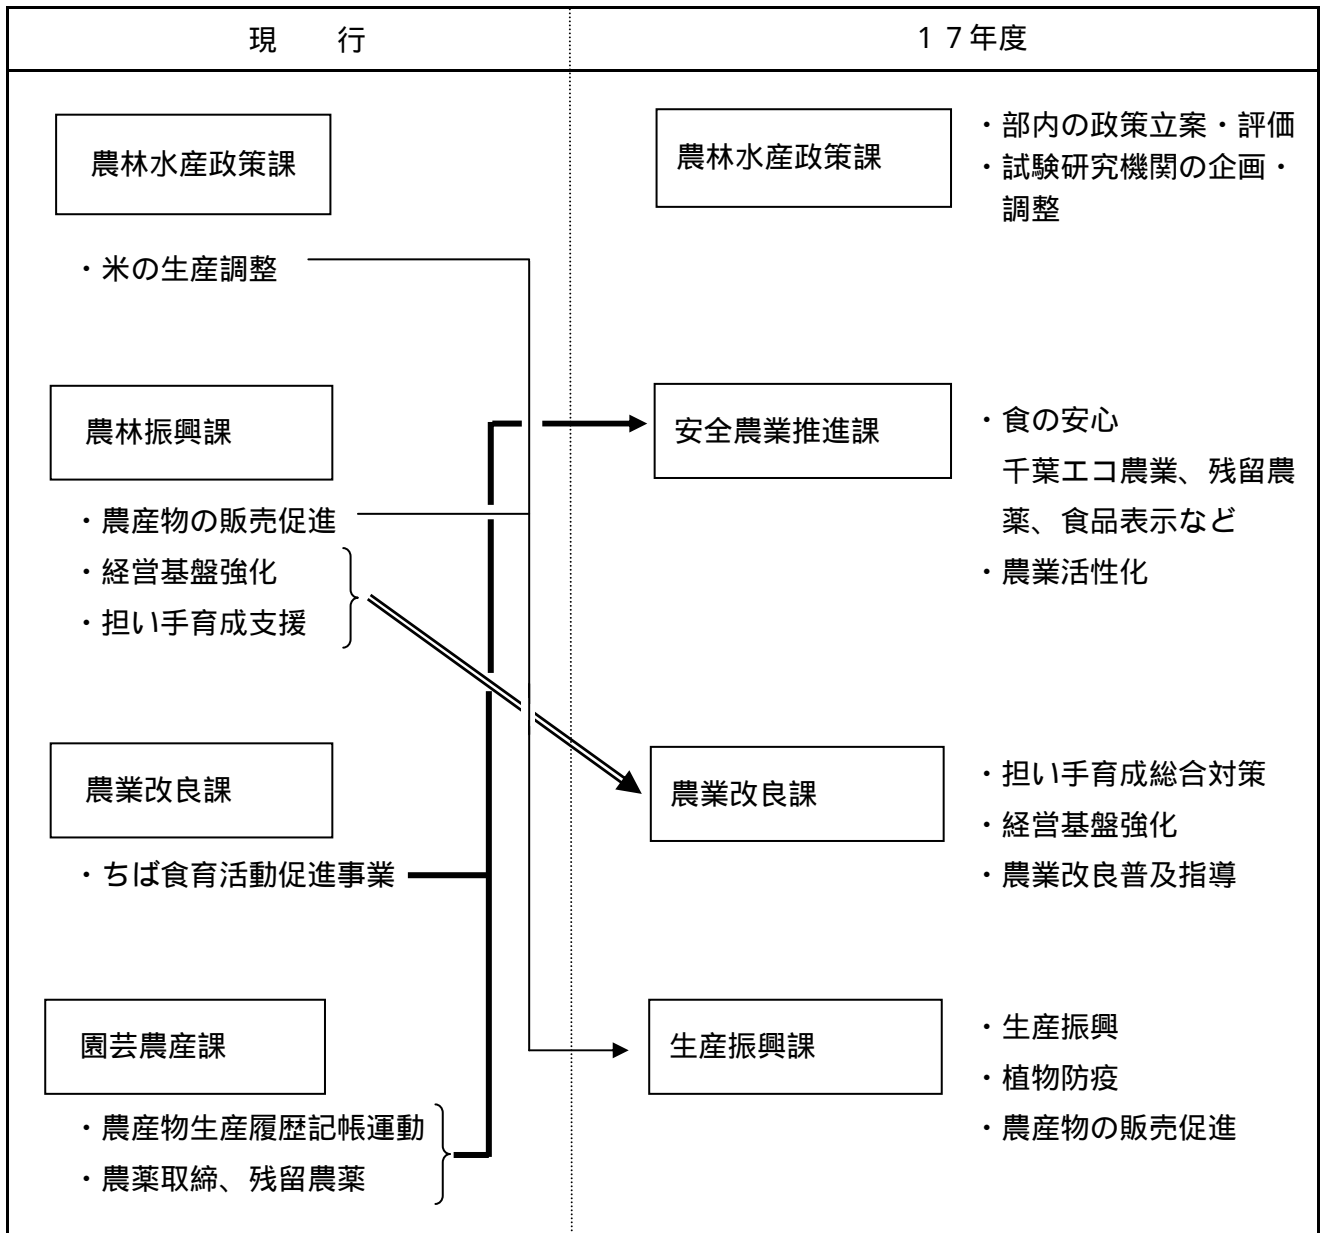 現　　行
１７年度
農林水産政策課
・米の生産調整
農林振興課
・農産物の販売促進
・経営基盤強化
・担い手育成支援
農業改良課
・ちば食育活動促進事業
園芸農産課
・農産物生産履歴記帳運動
・農薬取締、残留農薬
農林水産政策課
・部内の政策立案・評価
・試験研究機関の企画・
調整
安全農業推進課
・食の安心
千葉エコ農業、残留農
薬、食品表示など
・農業活性化
農業改良課
・担い手育成総合対策
・経営基盤強化
・農業改良普及指導
生産振興課
・生産振興
・植物防疫
・農産物の販売促進